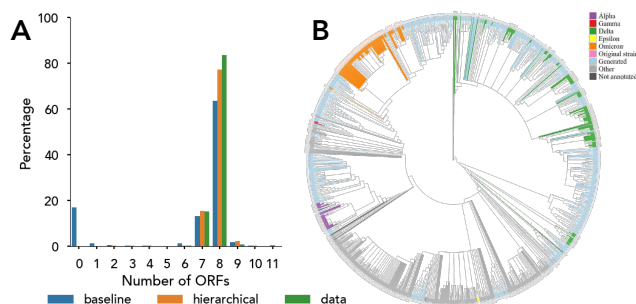 A
B
100
80
60
40
20
0
Percentage
0 1 2 3 4 5 6 7 8 9 10 11
Number of ORFs
baseline hierarchical data
Alpha
Gamma
Delta
Epsilon
Omicron
Original strain
Generated
Other
Not annotated